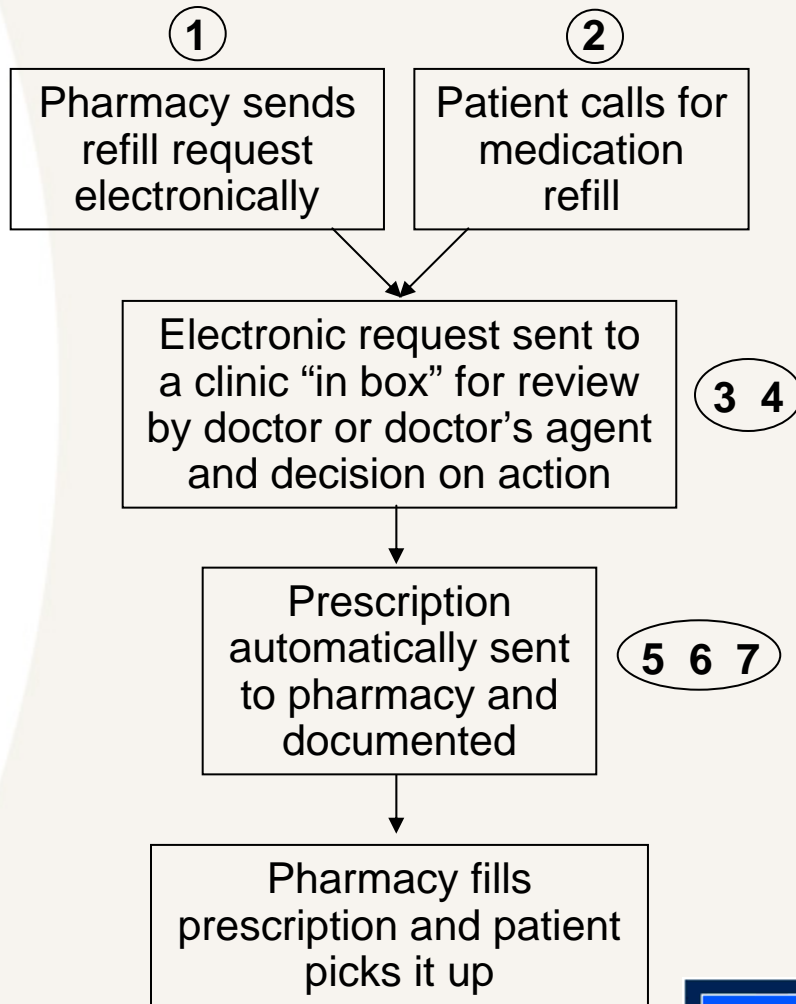 1
Pharmacy sends
refill request
electronically
2
Patient calls for
medication
refill
Electronic request sent to
a clinic “in box” for review
by doctor or doctor’s agent
and decision on action
3 4
Prescription
automatically sent
to pharmacy and
documented
5 6 7
Pharmacy fills
prescription and patient
picks it up